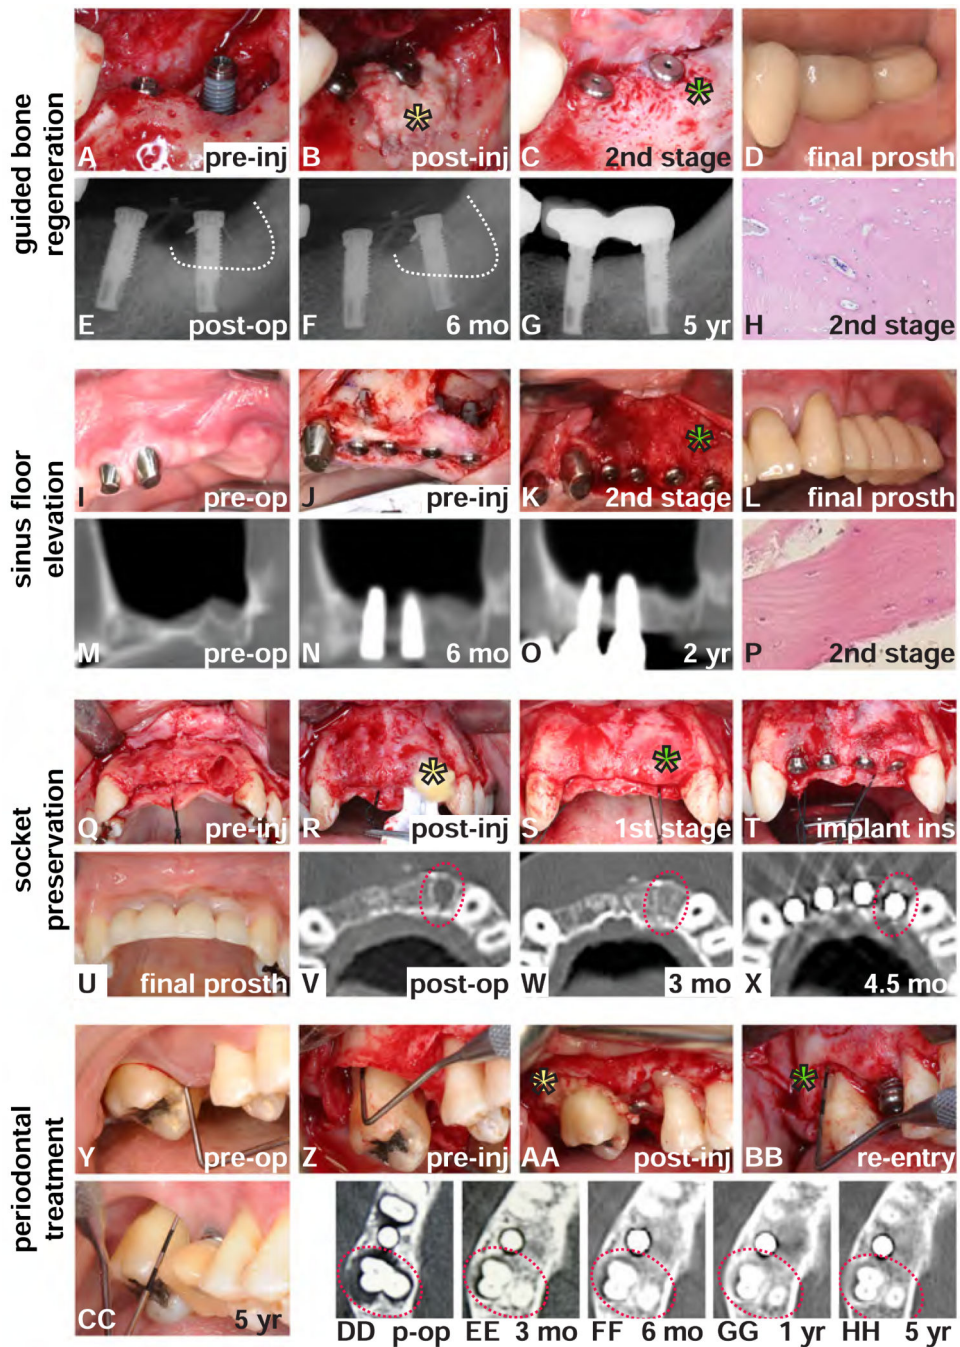 guided bone
regeneration
A pre-inj
B post-inj
C 2nd stage
D final prosth
E post-op
F 6 mo
G 5 yr
H 2nd stage
sinus floor
elevation
I pre-op
J pre-inj
K 2nd stage
L final prosth
M pre-op
N 6 mo
O 2 yr
P 2nd stage
socket
preservation
Q pre-inj
R post-inj
S 1st stage
T implant ins
U final prosth
V post-op
W 3 mo
X 4.5 mo
periodontal
treatment
Y pre-op
Z pre-inj
AA post-inj
BB re-entry
CC 5 yr
DD p-op
EE 3 mo
FF 6 mo
GG 1 yr
HH 5 yr